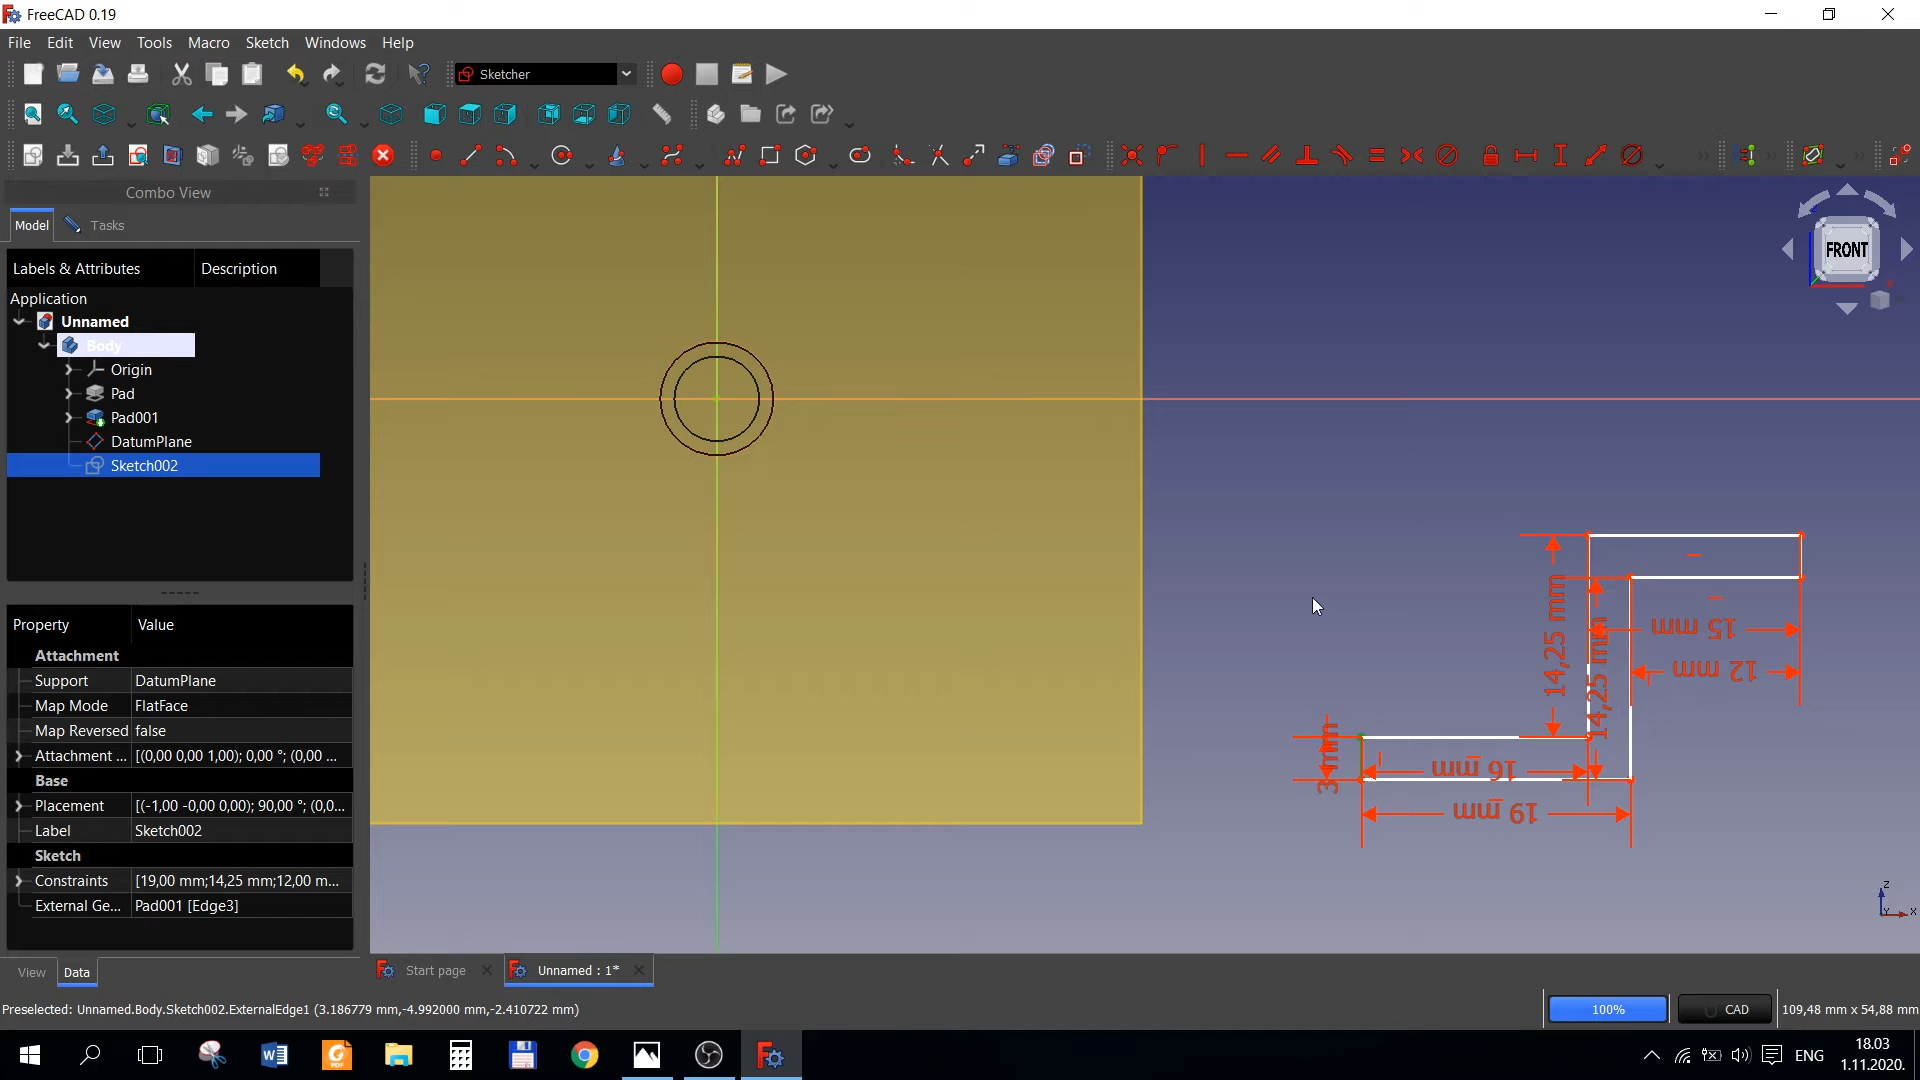 FreeCAD 0.19
File Edit View Tools Macro Sketch Windows Help
Sketcher
Combo View
Model Tasks
Labels & Attributes Description
Application
Unnamed
Body
Origin
Pad
Pad001
DatumPlane
Sketch002
Property Value
Attachment
Support DatumPlane
Map Mode FlatFace
Map Reversed false
Attachment ... [(0,00 0,00 1,00); 0,00 °; (0,00 ...
Base
Placement [(-1,00 -0,00 0,00); 90,00 °; (0,0...
Label Sketch002
Sketch
Constraints [19,00 mm;14,25 mm;12,00 m...
External Ge... Pad001 [Edge3]
View Data
FRONT
14,25 mm
14,25 mm
15 mm
12 mm
3 mm
16 mm
19 mm
Z
Y
X
Start page
Unnamed : 1*
Preselected: Unnamed.Body.Sketch002.ExternalEdge1 (3.186779 mm,-4.992000 mm,-2.410722 mm)
100%
CAD
109,48 mm x 54,88 mm
ENG
18.03
1.11.2020.